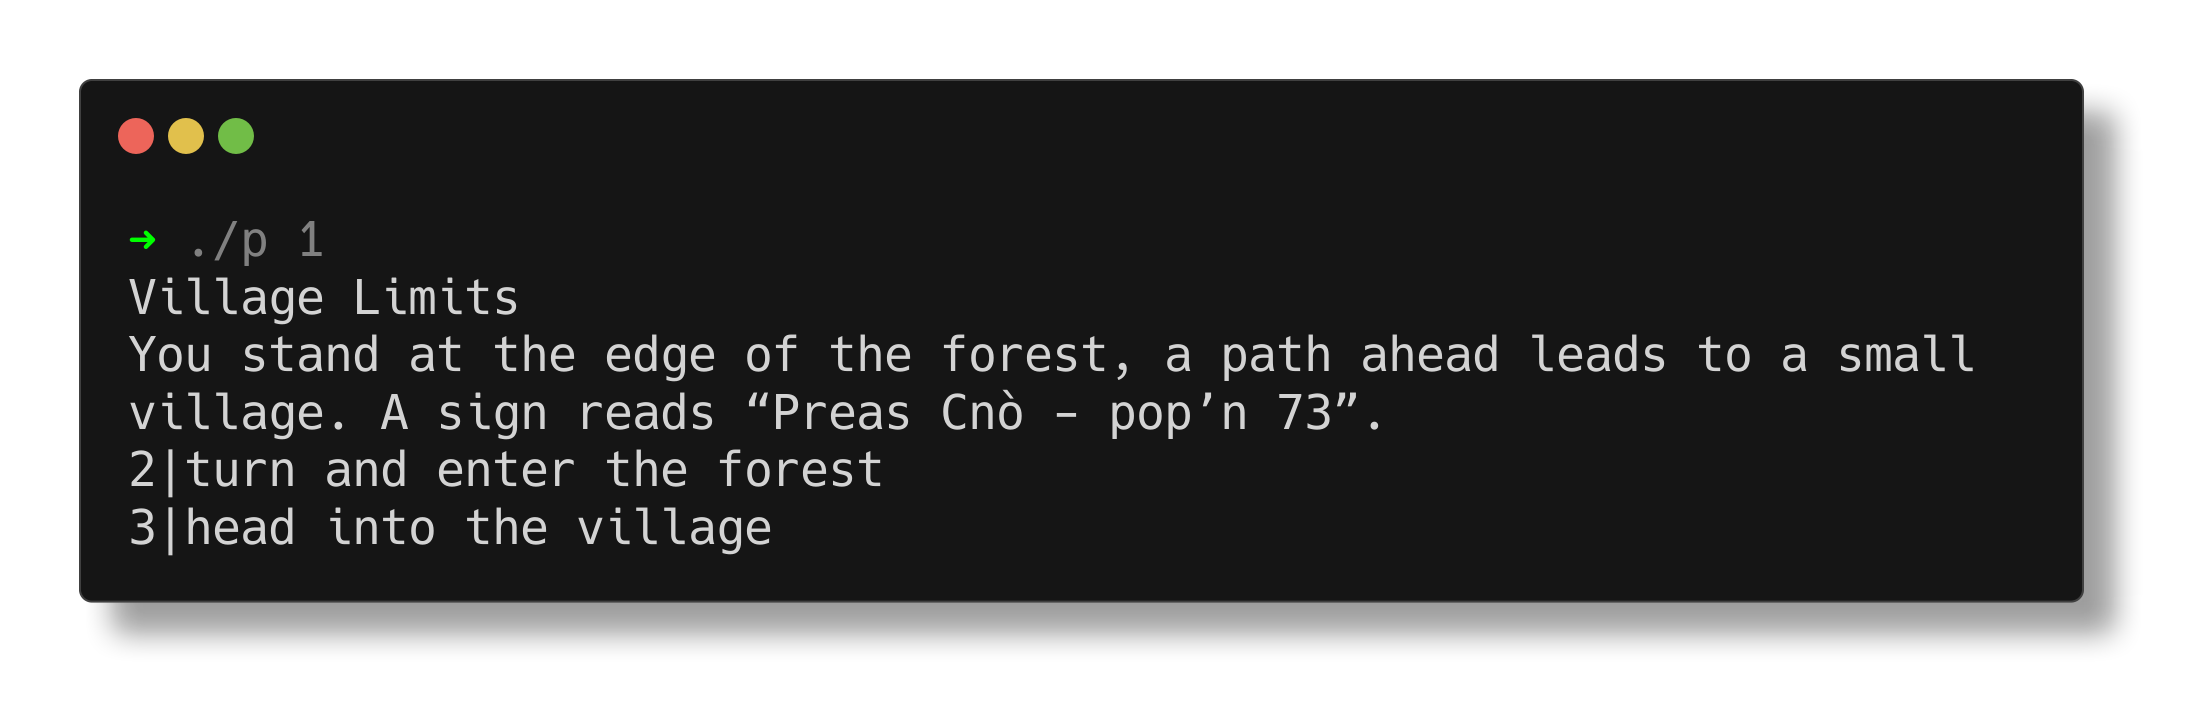 ➜ ./p 1
Village Limits
You stand at the edge of the forest, a path ahead leads to a small
village. A sign reads “Preas Cnò – pop’n 73”.
2|turn and enter the forest
3|head into the village